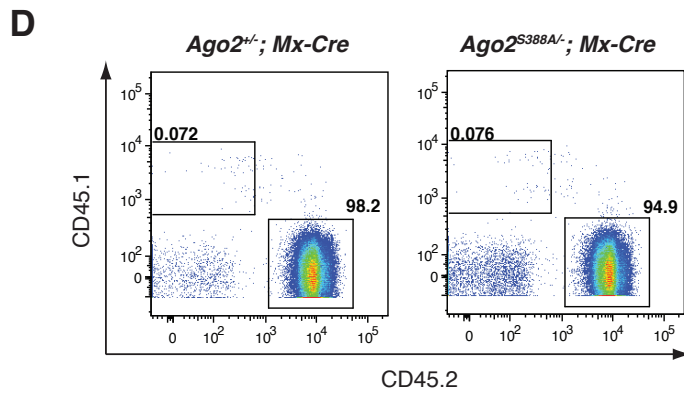 D
Ago2+/-; Mx-Cre
Ago2S388A/-; Mx-Cre
CD45.1
105
104
103
102
0
0.072
98.2
0 102 103 104 105
105
104
103
102
0
0.076
94.9
0 102 103 104 105
CD45.2